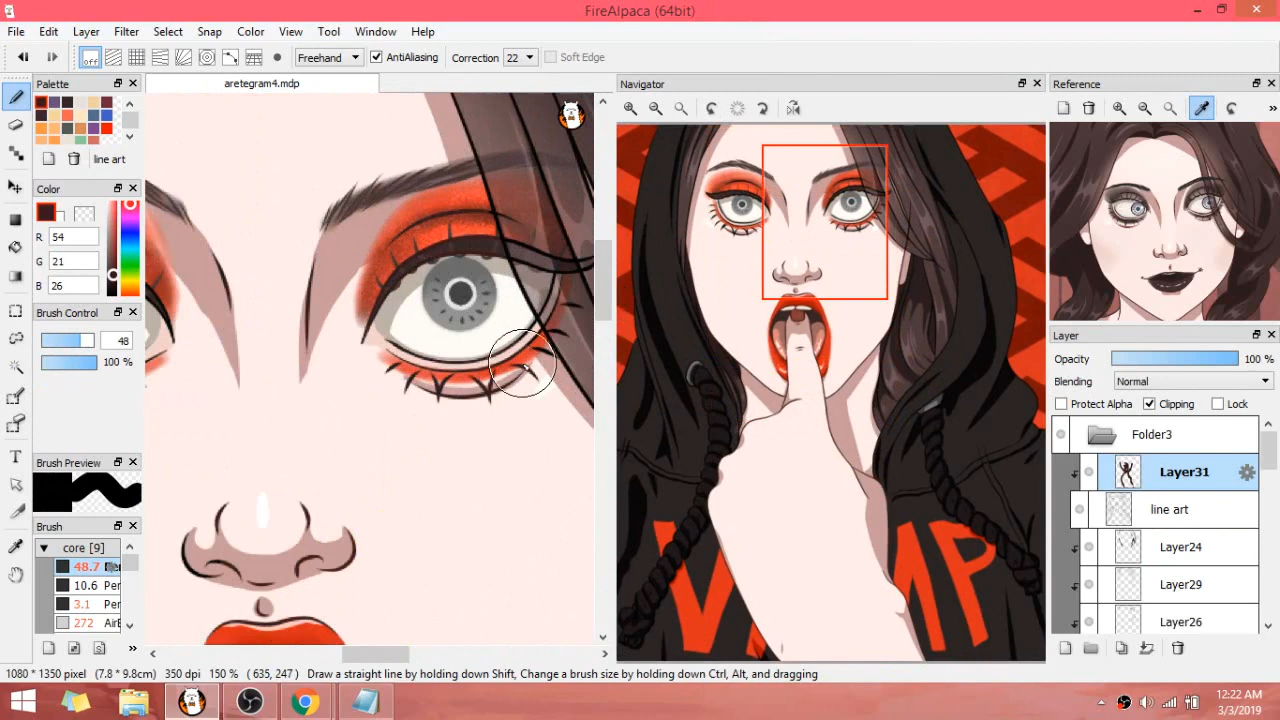 FireAlpaca (64bit)
File Edit Layer Filter Select Snap Color View Tool Window Help
off Freehand AntiAliasing Correction 22 Soft Edge
Palette
aretegram4.mdp
Navigator
Reference
line art
Color
R 54
G 21
B 26
Brush Control
48
100 %
Brush Preview
Brush
core [9]
48.7
10.6 Per
3.1 Per
272 AirE
MP
Layer
Opacity 100 %
Blending Normal
Protect Alpha Clipping Lock
Folder3
Layer31
line art
Layer24
Layer29
Layer26
1080 * 1350 pixel (7.8 * 9.8cm) 350 dpi 150 % ( 635, 247 ) Draw a straight line by holding down Shift, Change a brush size by holding down Ctrl, Alt, and dragging
12:22 AM
3/3/2019